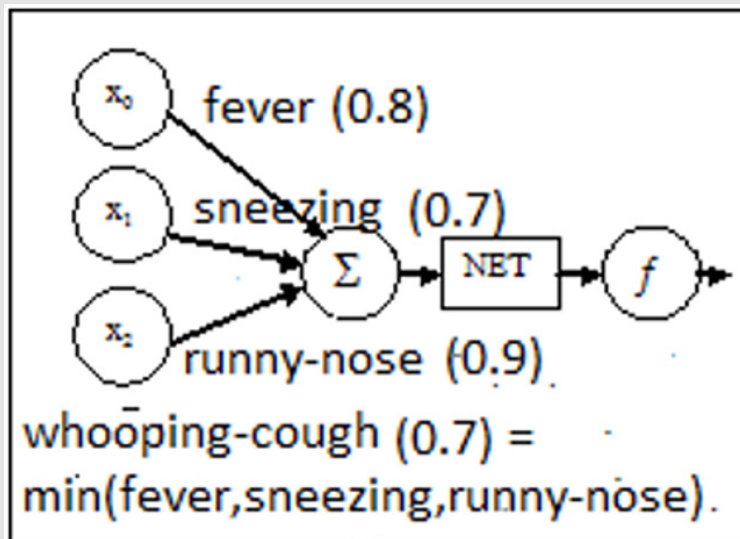 x₀ fever (0.8)
x₁ sneezing (0.7)
Σ NET f
x₂ runny-nose (0.9)
whooping-cough (0.7) =
min(fever,sneezing,runny-nose).